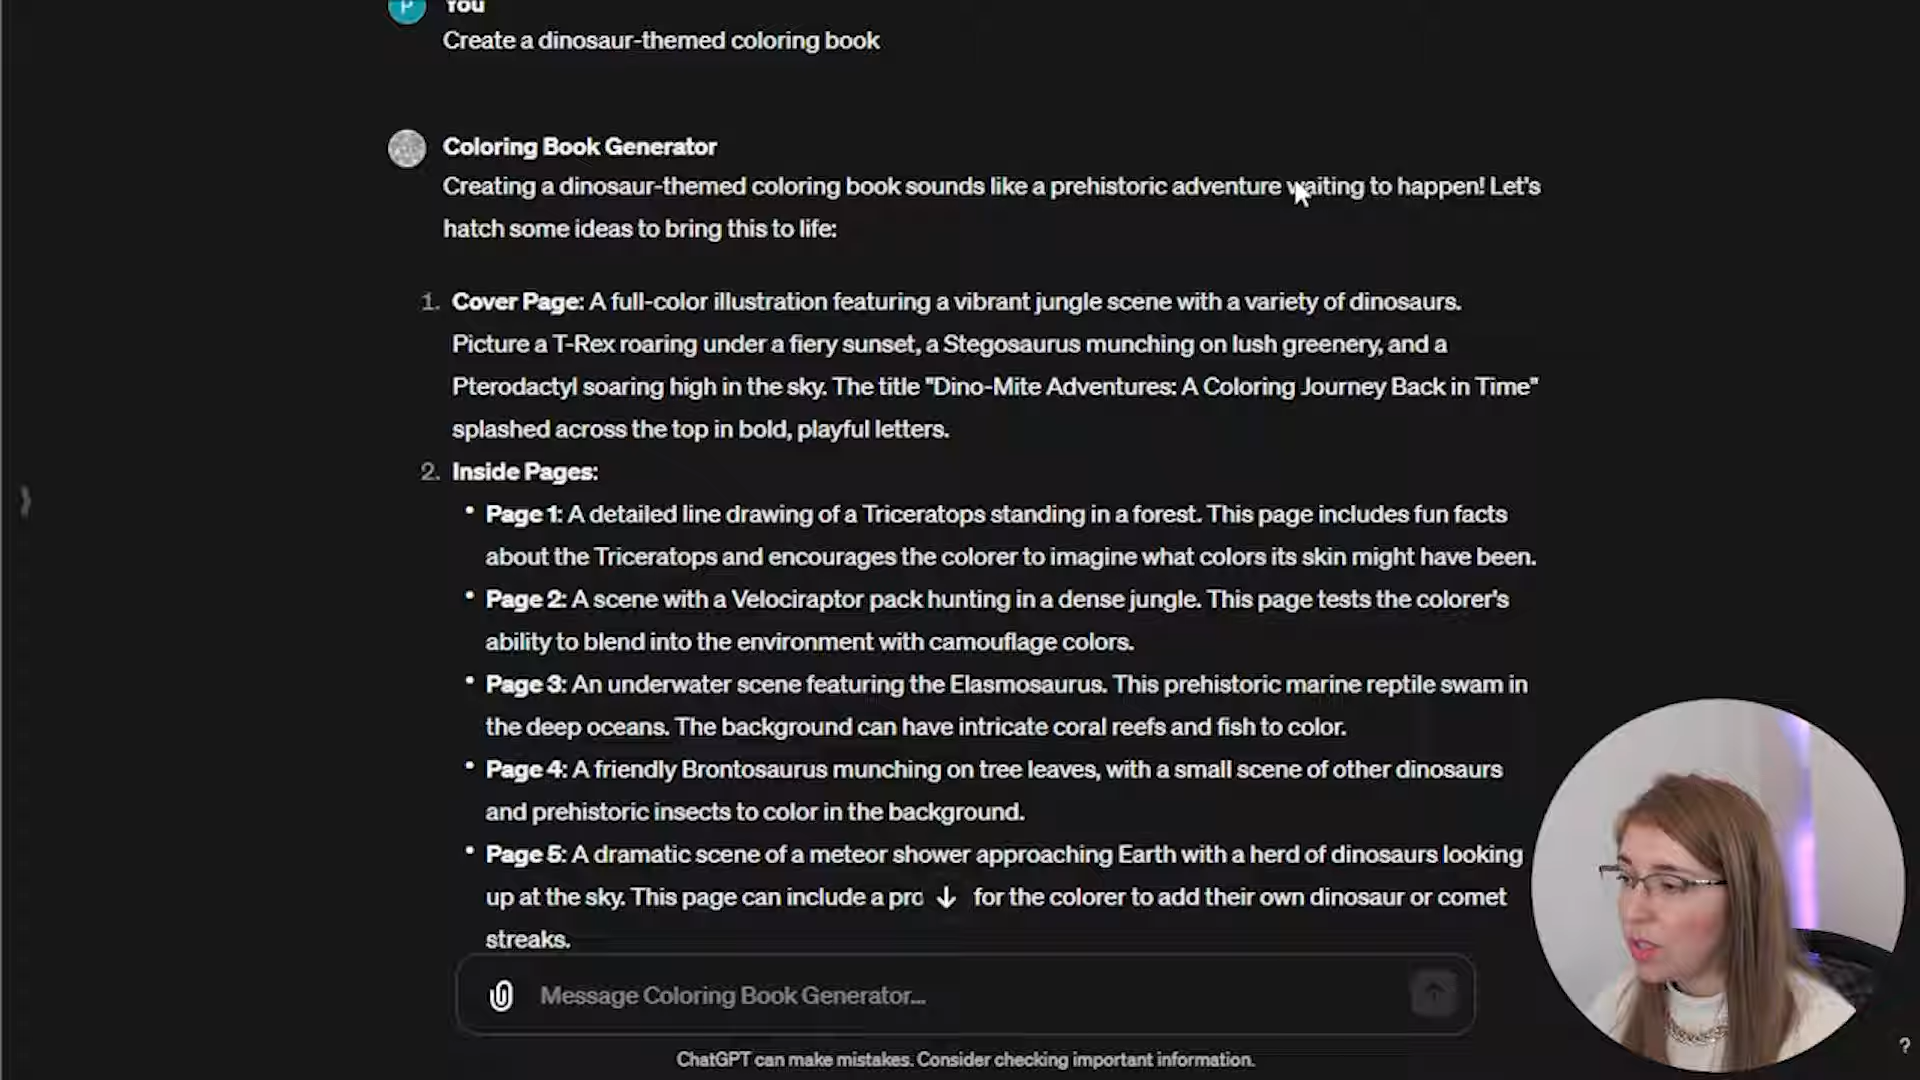 P
You
Create a dinosaur-themed coloring book
Coloring Book Generator
Creating a dinosaur-themed coloring book sounds like a prehistoric adventure waiting to happen! Let's
hatch some ideas to bring this to life:
1. Cover Page: A full-color illustration featuring a vibrant jungle scene with a variety of dinosaurs.
Picture a T-Rex roaring under a fiery sunset, a Stegosaurus munching on lush greenery, and a
Pterodactyl soaring high in the sky. The title "Dino-Mite Adventures: A Coloring Journey Back in Time"
splashed across the top in bold, playful letters.
2. Inside Pages:
• Page 1: A detailed line drawing of a Triceratops standing in a forest. This page includes fun facts
about the Triceratops and encourages the colorer to imagine what colors its skin might have been.
• Page 2: A scene with a Velociraptor pack hunting in a dense jungle. This page tests the colorer's
ability to blend into the environment with camouflage colors.
• Page 3: An underwater scene featuring the Elasmosaurus. This prehistoric marine reptile swam in
the deep oceans. The background can have intricate coral reefs and fish to color.
• Page 4: A friendly Brontosaurus munching on tree leaves, with a small scene of other dinosaurs
and prehistoric insects to color in the background.
• Page 5: A dramatic scene of a meteor shower approaching Earth with a herd of dinosaurs looking
up at the sky. This page can include a for the colorer to add their own dinosaur or comet
streaks.
Message Coloring Book Generator...
ChatGPT can make mistakes. Consider checking important information.
?